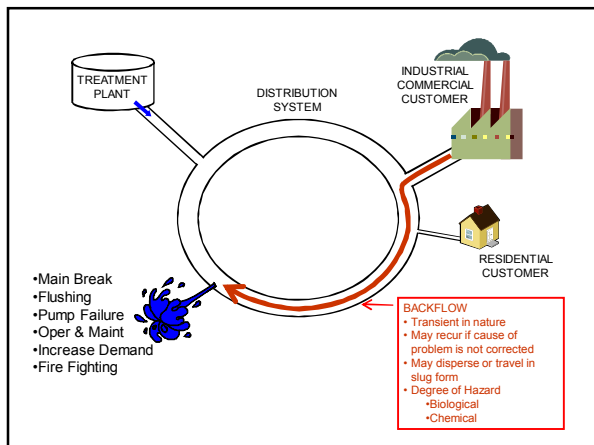 TREATMENT
PLANT
DISTRIBUTION
SYSTEM
INDUSTRIAL
COMMERCIAL
CUSTOMER
RESIDENTIAL
CUSTOMER
•Main Break
•Flushing
•Pump Failure
•Oper & Maint
•Increase Demand
•Fire Fighting
BACKFLOW
• Transient in nature
• May recur if cause of
problem is not corrected
• May disperse or travel in
slug form
• Degree of Hazard
•Biological
•Chemical